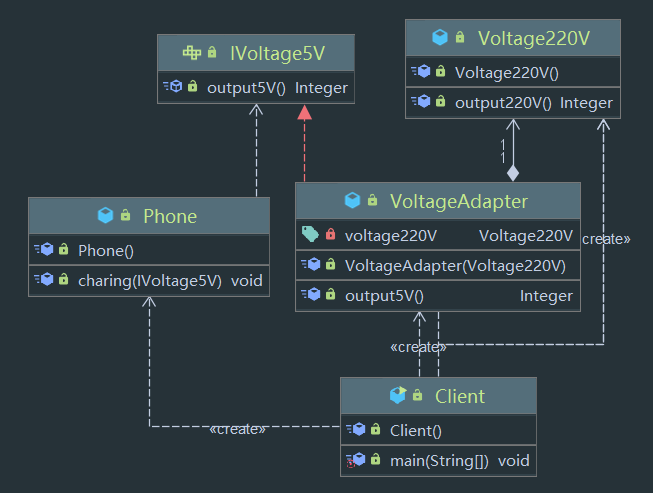 IVoltage5V
output5V() Integer
Voltage220V
Voltage220V()
output220V() Integer
1
1
Phone
Phone()
charing(IVoltage5V) void
VoltageAdapter
voltage220V Voltage220V
VoltageAdapter(Voltage220V)
output5V() Integer
create»
«create»
Client
Client()
main(String[]) void
«create»